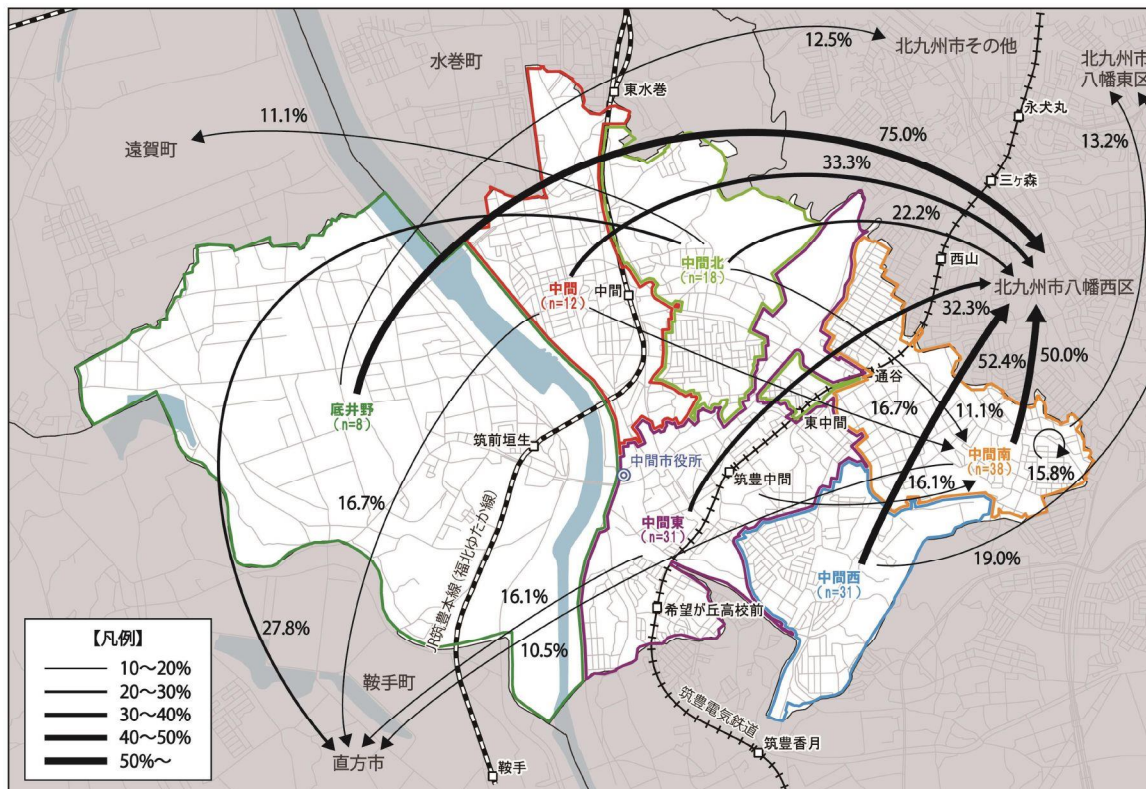 水巻町
東水巻
12.5%
北九州市その他
北九州市
八幡東区
永犬丸
11.1%
遠賀町
75.0%
33.3%
13.2%
三ヶ森
22.2%
西山
中間北
(n=18)
中間
(n=12)
中間
北九州市八幡西区
32.3%
52.4%
50.0%
通谷
底井野
(n=8)
16.7%
11.1%
東中間
筑前垣生
中間市役所
筑豊中間
中間南
(n=38)
15.8%
16.1%
16.7%
中間東
(n=31)
中間西
(n=31)
19.0%
JR筑豊本線(福北ゆたか線)
16.1%
希望が丘高校前
27.8%
10.5%
鞍手町
筑豊電気鉄道
直方市
鞍手
筑豊香月
【凡例】
10～20%
20～30%
30～40%
40～50%
50%～